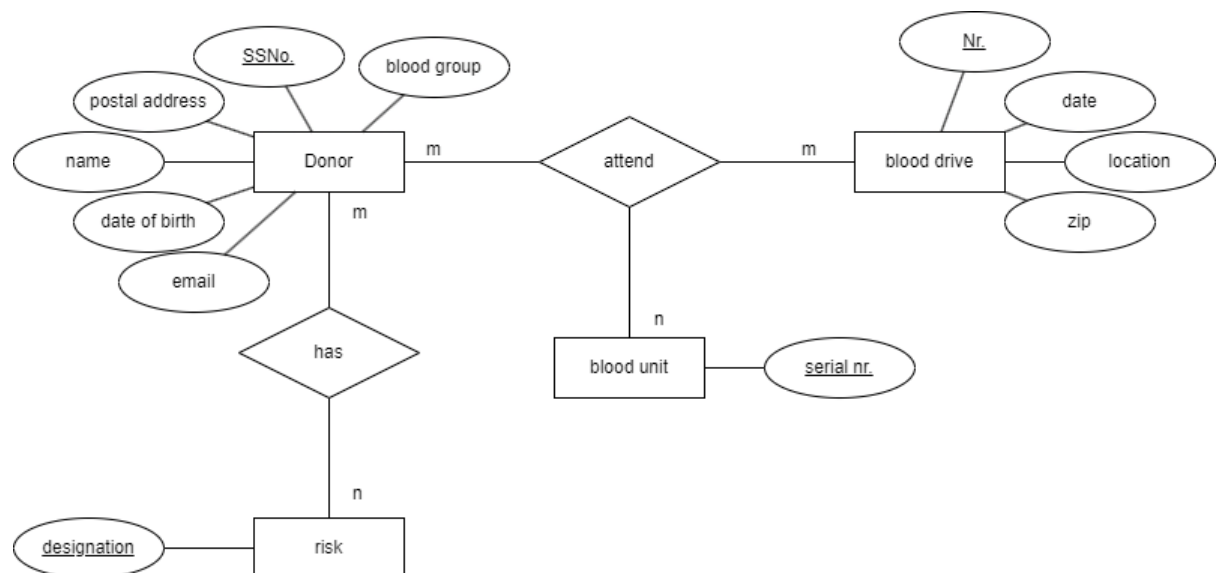 SSNo.
blood group
postal address
name
Donor
date of birth
email
m
attend
m
Nr.
date
blood drive
location
zip
m
has
n
blood unit
serial nr.
n
designation
risk